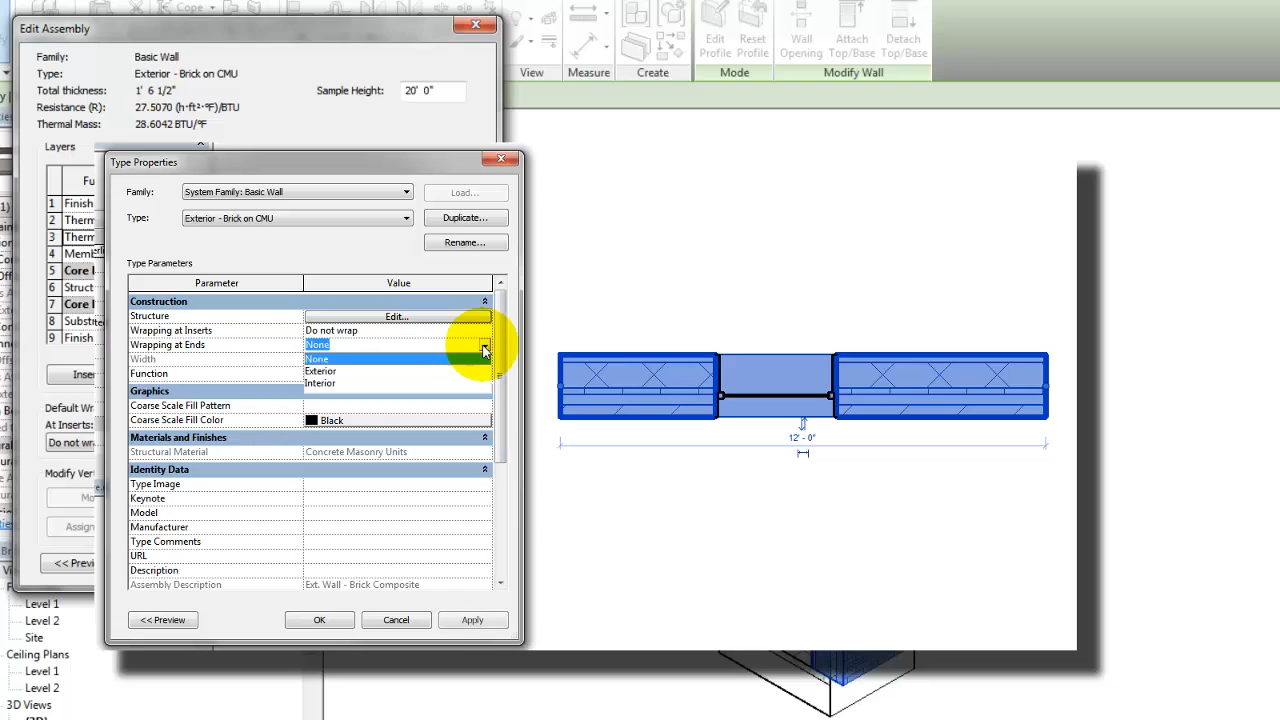 Cope
Edit Assembly
Family: Basic Wall
Type: Exterior - Brick on CMU
Total thickness: 1' 6 1/2" Sample Height: 20' 0"
Resistance (R): 27.5070 (h·ft²·°F)/BTU
Thermal Mass: 28.6042 BTU/°F
Layers
Fu
1 Finish
2 Therm
3 Therm
4 Memb
5 Core
6 Struct
7 Core
8 Subst
9 Finish
Inser
Default Wr
At Inserts:
Do not wr
Modify Ver
Mo
Assign
<< Previ
Edit Profile
Reset Profile
Wall Opening
Attach Top/Base
Detach Top/Base
View Measure Create Mode Modify Wall
Type Properties
Family: System Family: Basic Wall Load...
Type: Exterior - Brick on CMU Duplicate...
Rename...
Type Parameters
Parameter Value
Construction
Structure Edit...
Wrapping at Inserts Do not wrap
Wrapping at Ends None
Width None
Exterior
Function Interior
Graphics
Coarse Scale Fill Pattern
Coarse Scale Fill Color Black
Materials and Finishes
Structural Material Concrete Masonry Units
Identity Data
Type Image
Keynote
Model
Manufacturer
Type Comments
URL
Description
Assembly Description Ext. Wall - Brick Composite
<< Preview OK Cancel Apply
12' - 0"
Level 1
Level 2
Site
Ceiling Plans
Level 1
Level 2
3D Views